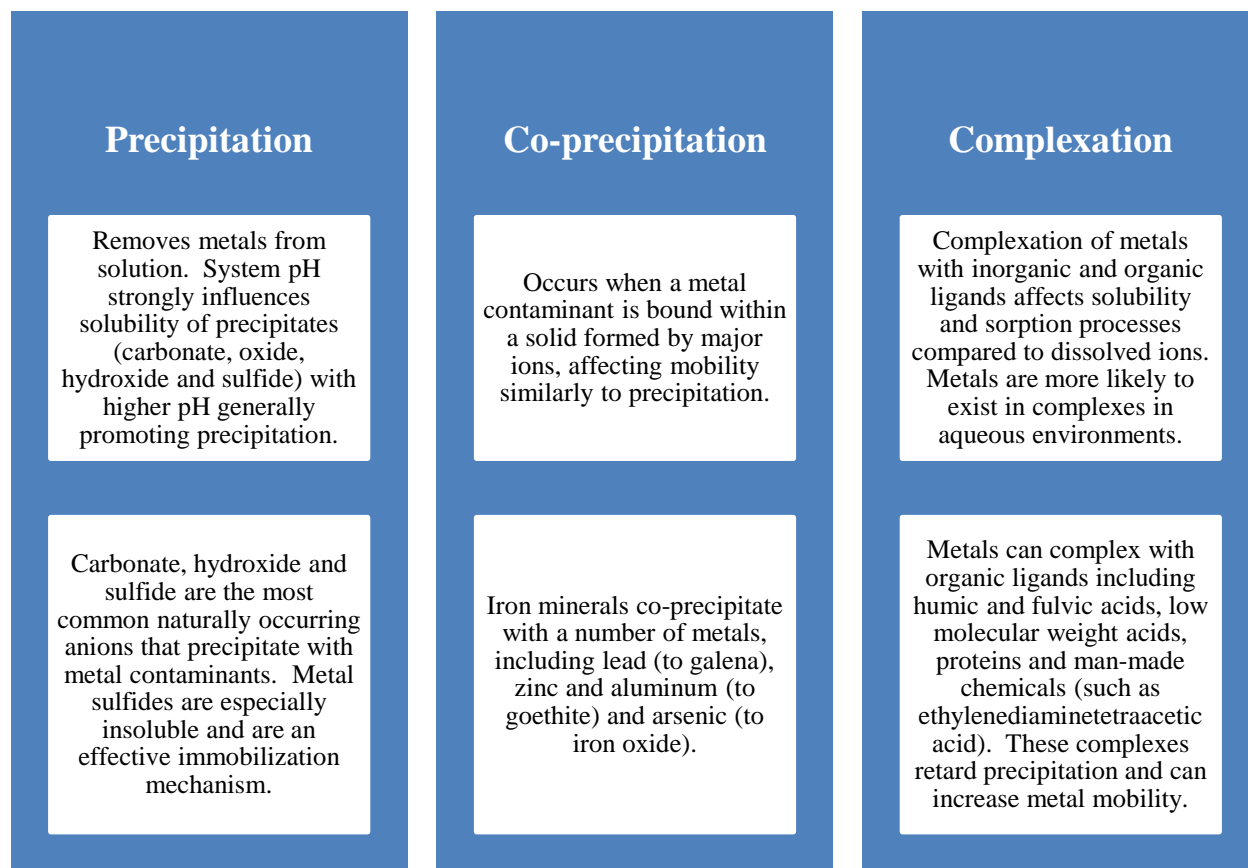 Precipitation
Removes metals from
solution.  System pH
strongly influences
solubility of precipitates
(carbonate, oxide,
hydroxide and sulfide) with
higher pH generally
promoting precipitation.
Carbonate, hydroxide and
sulfide are the most
common naturally occurring
anions that precipitate with
metal contaminants.  Metal
sulfides are especially
insoluble and are an
effective immobilization
mechanism.
Co-precipitation
Occurs when a metal
contaminant is bound within
a solid formed by major
ions, affecting mobility
similarly to precipitation.
Iron minerals co-precipitate
with a number of metals,
including lead (to galena),
zinc and aluminum (to
goethite) and arsenic (to
iron oxide).
Complexation
Complexation of metals
with inorganic and organic
ligands affects solubility
and sorption processes
compared to dissolved ions.
Metals are more likely to
exist in complexes in
aqueous environments.
Metals can complex with
organic ligands including
humic and fulvic acids, low
molecular weight acids,
proteins and man-made
chemicals (such as
ethylenediaminetetraacetic
acid).  These complexes
retard precipitation and can
increase metal mobility.